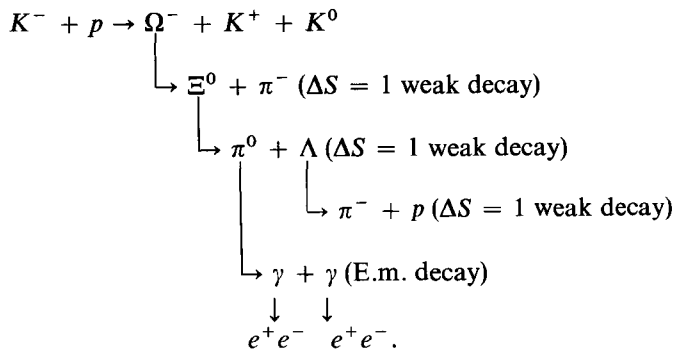 K⁻ + p → Ω⁻ + K⁺ + K⁰
Ξ⁰ + π⁻ (ΔS = 1 weak decay)
π⁰ + Λ (ΔS = 1 weak decay)
π⁻ + p (ΔS = 1 weak decay)
γ + γ (E.m. decay)
↓ ↓
e⁺e⁻ e⁺e⁻.